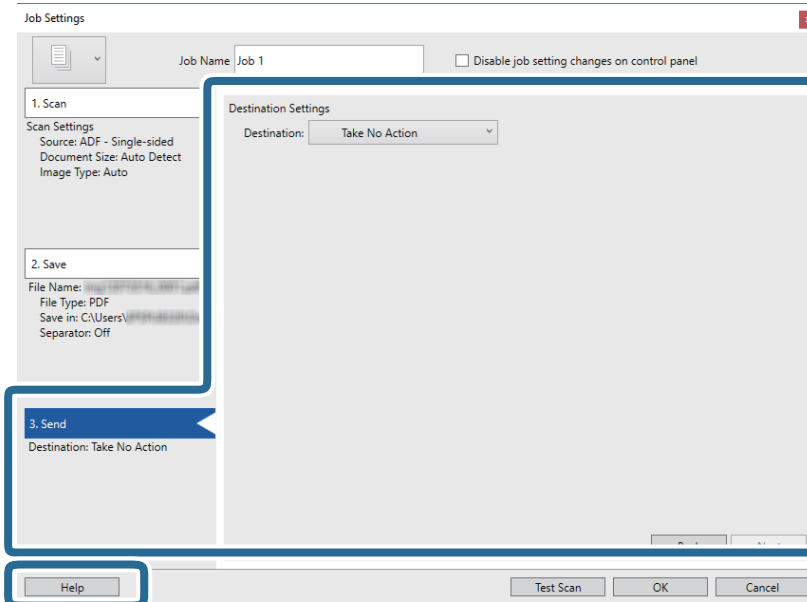 Job Settings
Job Name Job 1
Disable job setting changes on control panel
1. Scan
Scan Settings
Source: ADF - Single-sided
Document Size: Auto Detect
Image Type: Auto
2. Save
File Name:
File Type: PDF
Save in: C:\Users\
Separator: Off
3. Send
Destination: Take No Action
Destination Settings
Destination: Take No Action
Help
Test Scan
OK
Cancel